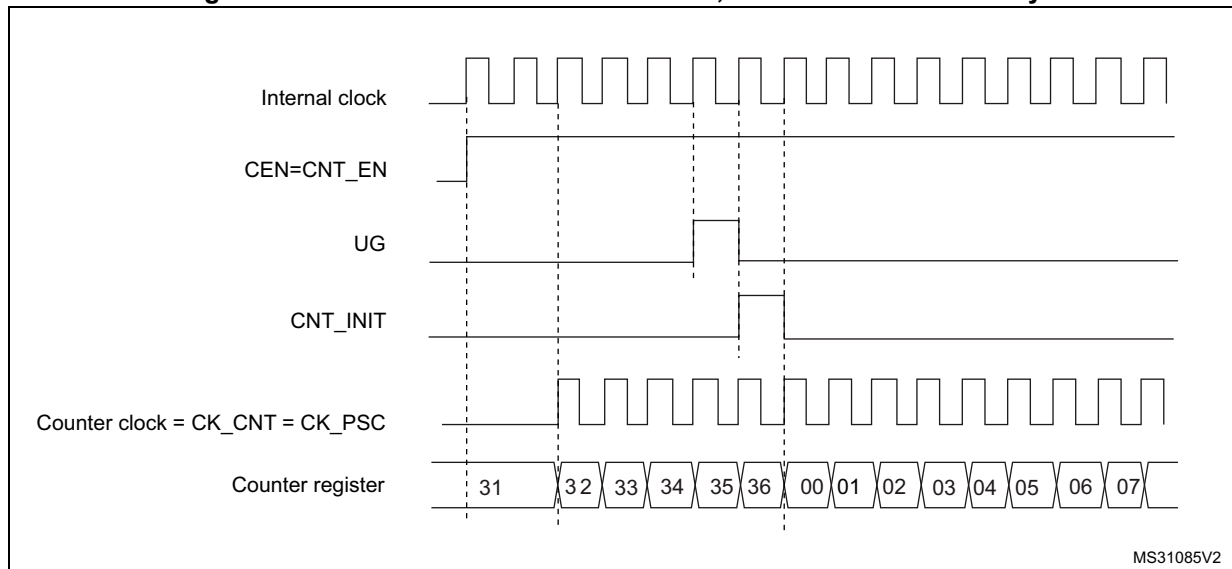 Internal clock
CEN=CNT_EN
UG
CNT_INIT
Counter clock = CK_CNT = CK_PSC
Counter register 31 32 33 34 35 36 00 01 02 03 04 05 06 07
MS31085V2